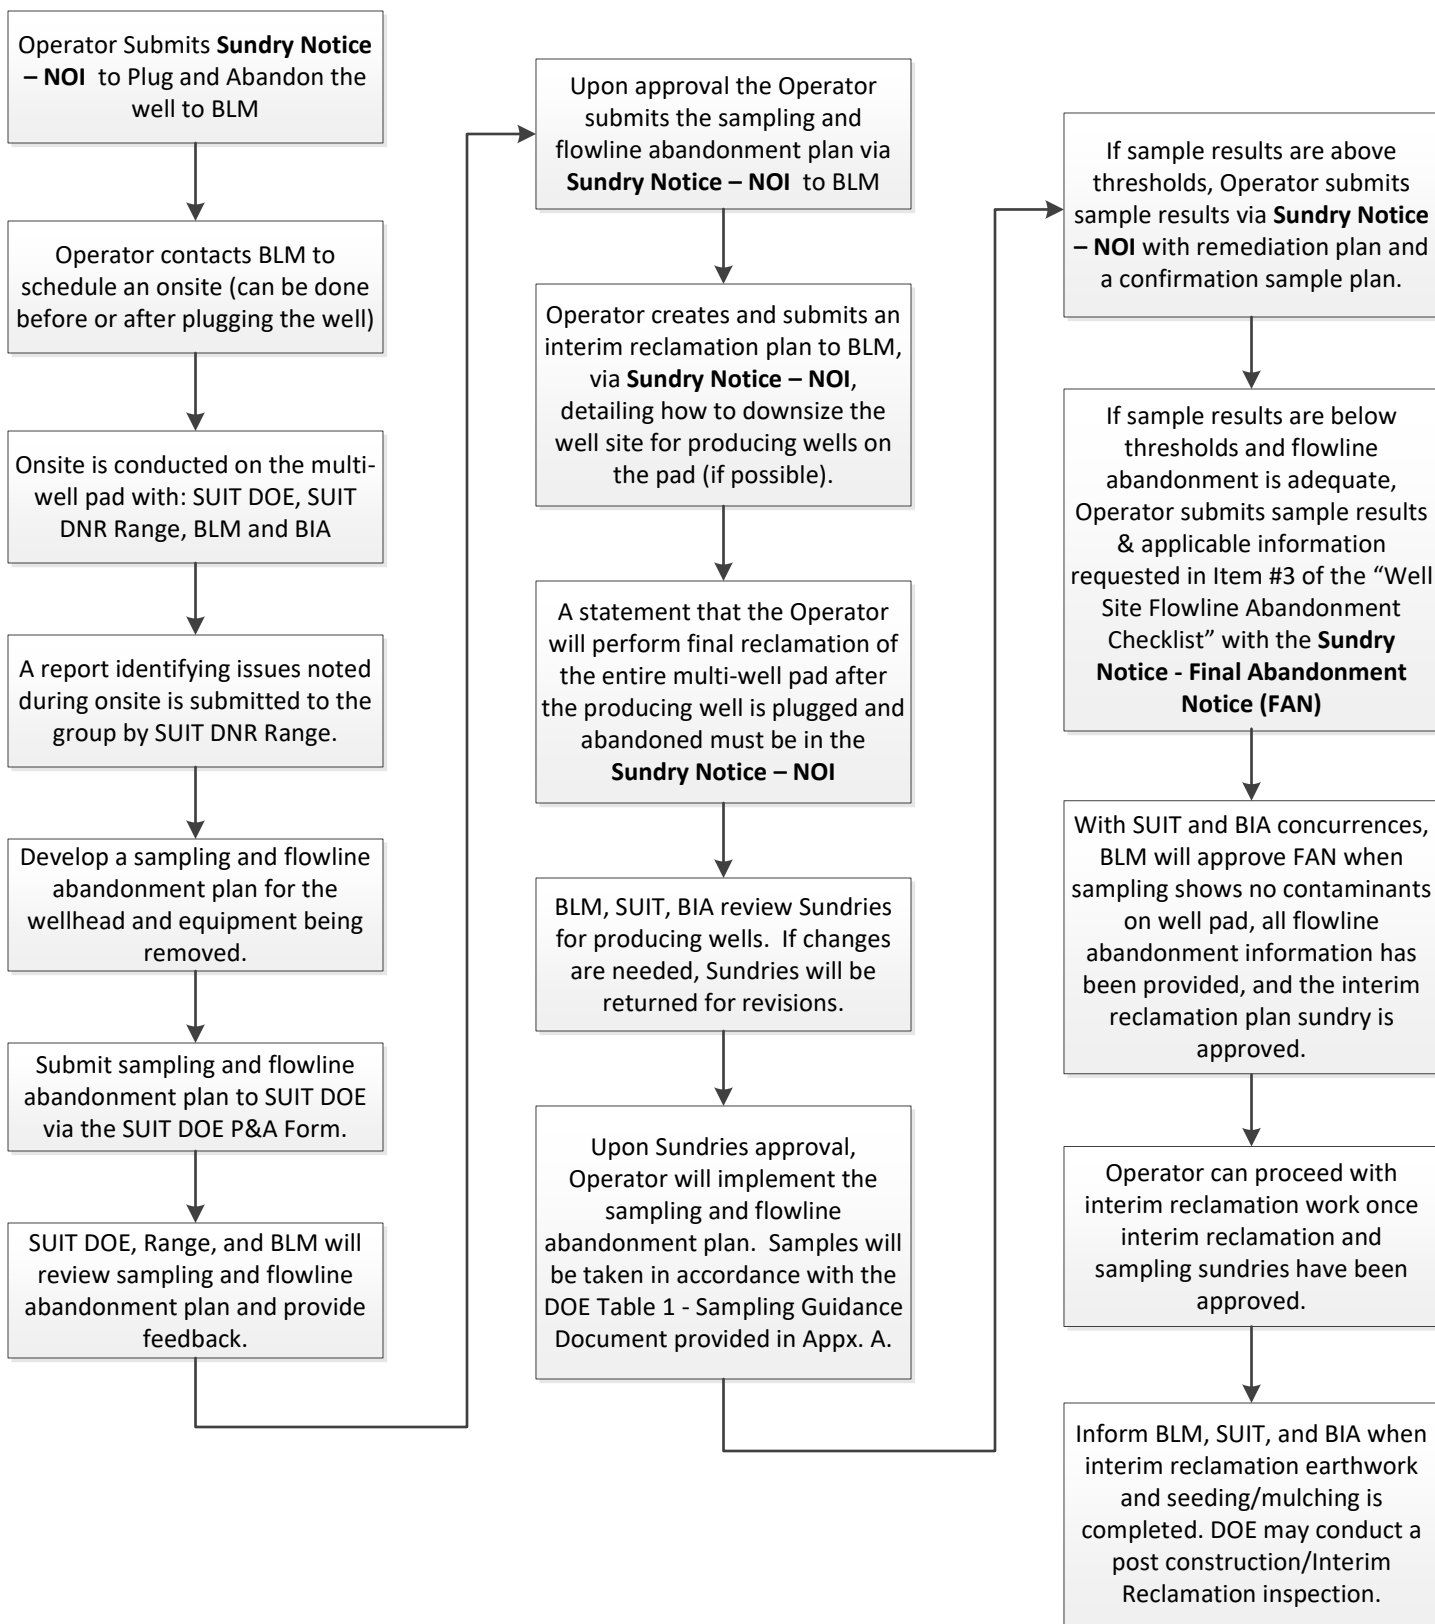 Operator Submits Sundry Notice
– NOI to Plug and Abandon the
well to BLM
Operator contacts BLM to
schedule an onsite (can be done
before or after plugging the well)
Onsite is conducted on the multi-
well pad with: SUIT DOE, SUIT
DNR Range, BLM and BIA
A report identifying issues noted
during onsite is submitted to the
group by SUIT DNR Range.
Develop a sampling and flowline
abandonment plan for the
wellhead and equipment being
removed.
Submit sampling and flowline
abandonment plan to SUIT DOE
via the SUIT DOE P&A Form.
SUIT DOE, Range, and BLM will
review sampling and flowline
abandonment plan and provide
feedback.
Upon approval the Operator
submits the sampling and
flowline abandonment plan via
Sundry Notice – NOI to BLM
Operator creates and submits an
interim reclamation plan to BLM,
via Sundry Notice – NOI,
detailing how to downsize the
well site for producing wells on
the pad (if possible).
A statement that the Operator
will perform final reclamation of
the entire multi-well pad after
the producing well is plugged and
abandoned must be in the
Sundry Notice – NOI
BLM, SUIT, BIA review Sundries
for producing wells. If changes
are needed, Sundries will be
returned for revisions.
Upon Sundries approval,
Operator will implement the
sampling and flowline
abandonment plan. Samples will
be taken in accordance with the
DOE Table 1 - Sampling Guidance
Document provided in Appx. A.
If sample results are above
thresholds, Operator submits
sample results via Sundry Notice
– NOI with remediation plan and
a confirmation sample plan.
If sample results are below
thresholds and flowline
abandonment is adequate,
Operator submits sample results
& applicable information
requested in Item #3 of the “Well
Site Flowline Abandonment
Checklist” with the Sundry
Notice - Final Abandonment
Notice (FAN)
With SUIT and BIA concurrences,
BLM will approve FAN when
sampling shows no contaminants
on well pad, all flowline
abandonment information has
been provided, and the interim
reclamation plan sundry is
approved.
Operator can proceed with
interim reclamation work once
interim reclamation and
sampling sundries have been
approved.
Inform BLM, SUIT, and BIA when
interim reclamation earthwork
and seeding/mulching is
completed. DOE may conduct a
post construction/Interim
Reclamation inspection.